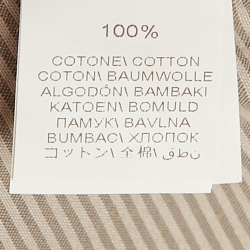 100%
COTONE\ COTTON
COTON\ BAUMWOLLE
ALGODÓN\ BAMBAKI
KATOEN\ BOMULD
ПАМУК\ BAVLNA
BUMBAC\ ХЛОПОК
コットン\ 全棉\ نطق